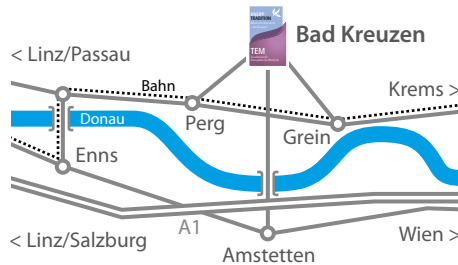 TRADITION
TEM
Bad Kreuzen
< Linz/Passau
Bahn
Krems >
Donau
Perg
Grein
Enns
A1
< Linz/Salzburg
Wien >
Amstetten